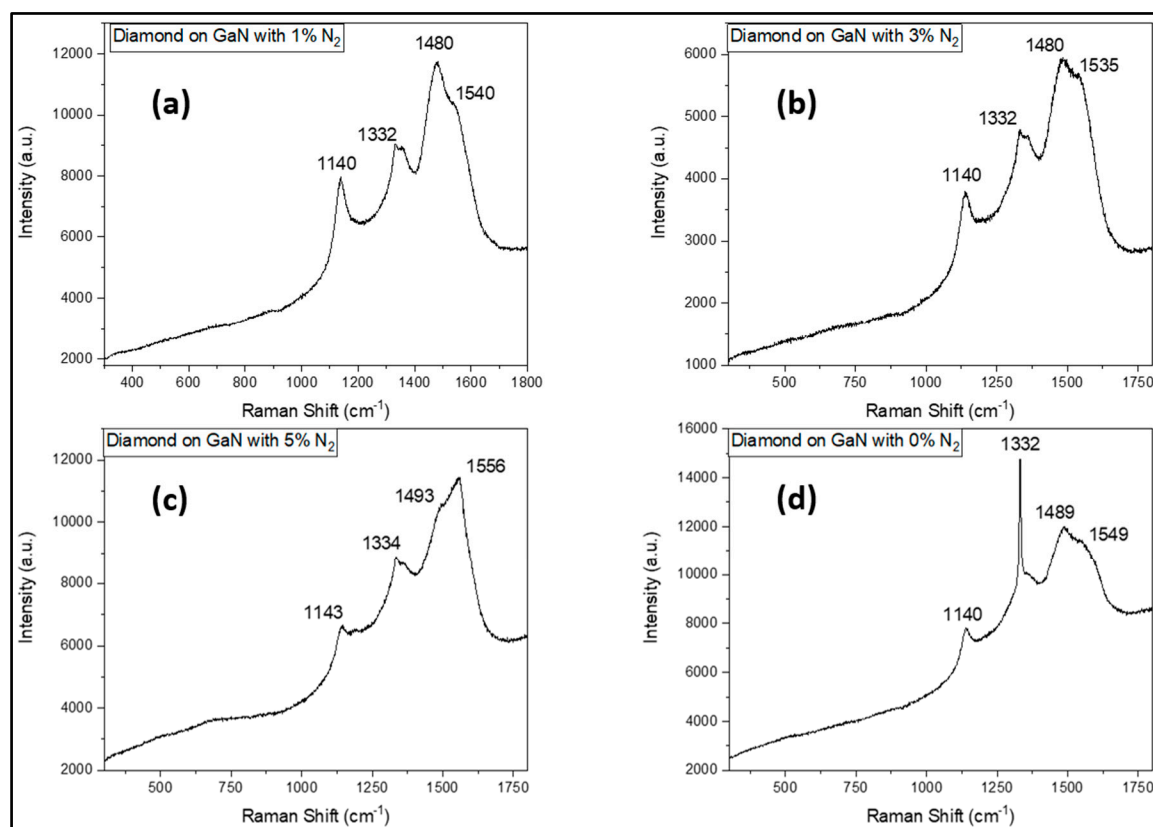 Diamond on GaN with 1% N₂
(a)
1140
1332
1480
1540
12000
10000
8000
6000
4000
2000
Intensity (a.u.)
400 600 800 1000 1200 1400 1600 1800
Raman Shift (cm⁻¹)
Diamond on GaN with 3% N₂
(b)
1140
1332
1480
1535
6000
5000
4000
3000
2000
1000
Intensity (a.u.)
500 750 1000 1250 1500 1750
Raman Shift (cm⁻¹)
Diamond on GaN with 5% N₂
(c)
1143
1334
1493
1556
12000
10000
8000
6000
4000
2000
Intensity (a.u.)
500 750 1000 1250 1500 1750
Raman Shift (cm⁻¹)
Diamond on GaN with 0% N₂
(d)
1140
1332
1489
1549
16000
14000
12000
10000
8000
6000
4000
2000
Intensity (a.u.)
500 750 1000 1250 1500 1750
Raman Shift (cm⁻¹)